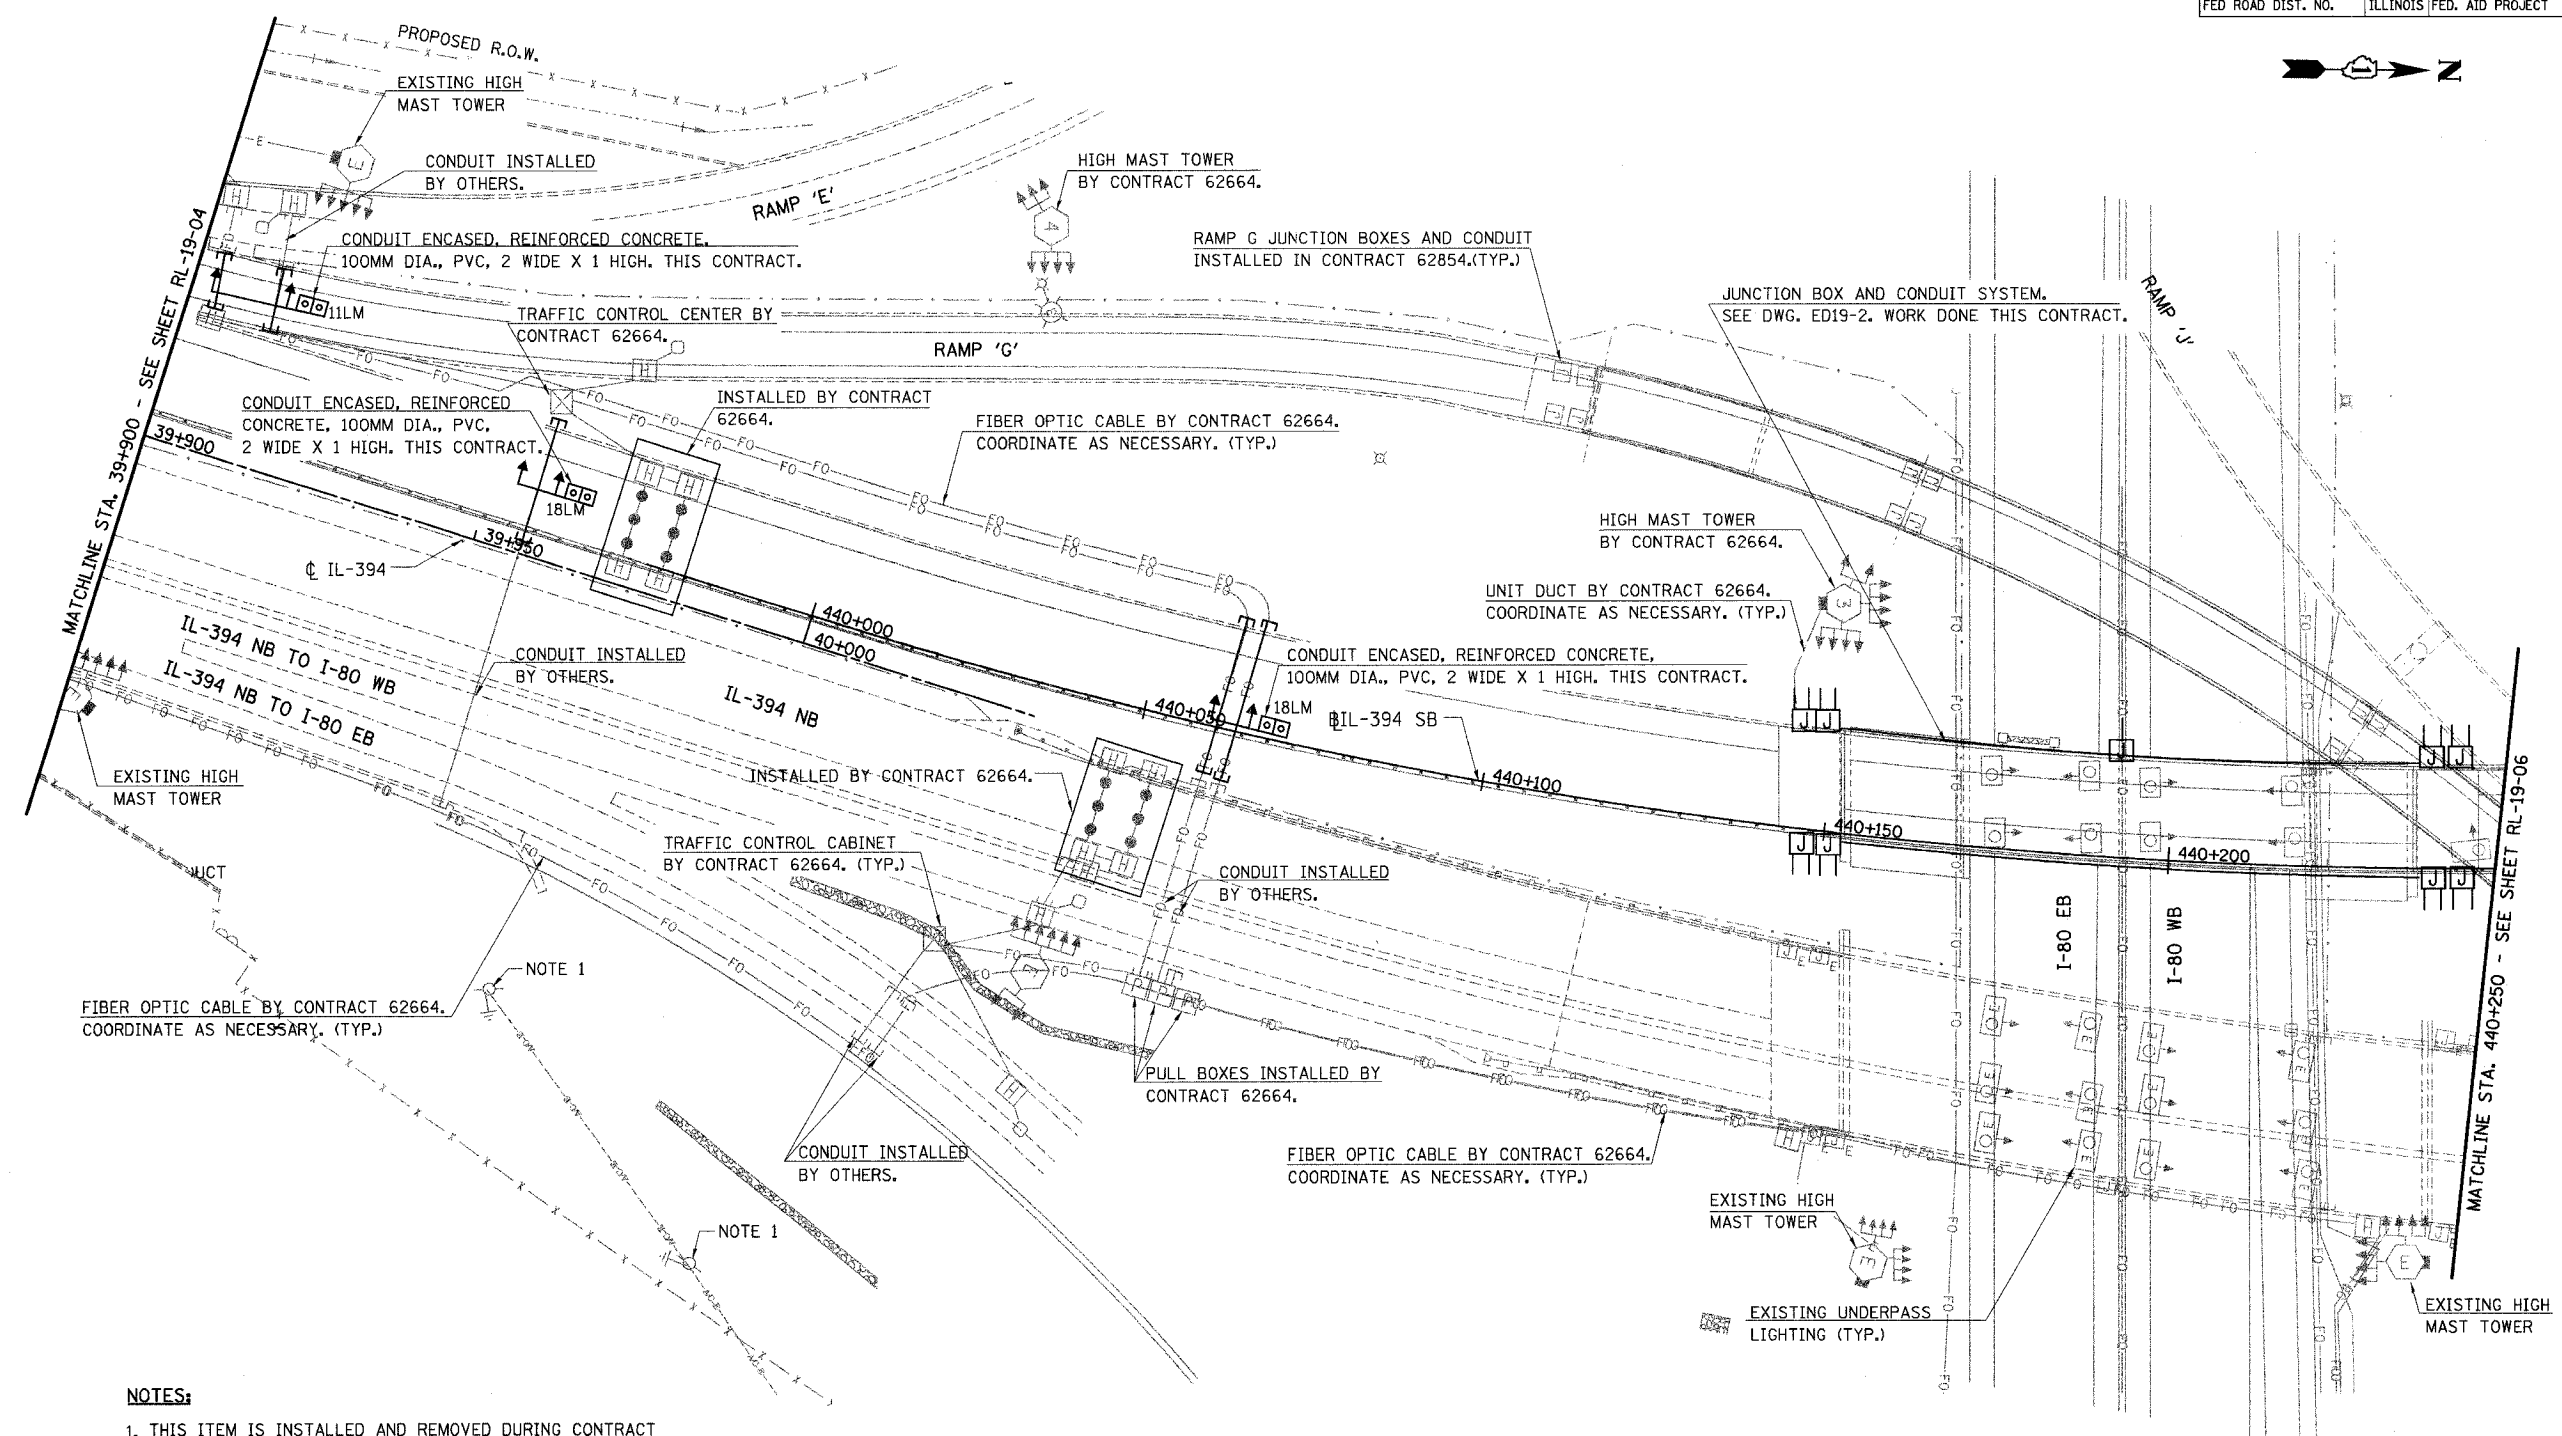 FED ROAD DIST. NO. ILLINOIS FED. AID PROJECT
N
PROPOSED R.O.W.
EXISTING HIGH
MAST TOWER
CONDUIT INSTALLED
BY OTHERS.
RAMP 'E'
HIGH MAST TOWER
BY CONTRACT 62664.
CONDUIT ENCASED, REINFORCED CONCRETE,
100MM DIA., PVC, 2 WIDE X 1 HIGH. THIS CONTRACT.
11LM
RAMP G JUNCTION BOXES AND CONDUIT
INSTALLED IN CONTRACT 62854.(TYP.)
JUNCTION BOX AND CONDUIT SYSTEM.
SEE DWG. ED19-2. WORK DONE THIS CONTRACT.
RAMP 'J'
TRAFFIC CONTROL CENTER BY
CONTRACT 62664.
RAMP 'G'
MATCHLINE STA. 39+900 - SEE SHEET RL-19-04
CONDUIT ENCASED, REINFORCED
CONCRETE, 100MM DIA., PVC,
2 WIDE X 1 HIGH. THIS CONTRACT.
INSTALLED BY CONTRACT
62664.
FIBER OPTIC CABLE BY CONTRACT 62664.
COORDINATE AS NECESSARY. (TYP.)
39+900
18LM
39+950
℄ IL-394
HIGH MAST TOWER
BY CONTRACT 62664.
UNIT DUCT BY CONTRACT 62664.
COORDINATE AS NECESSARY. (TYP.)
440+000
40+000
IL-394 NB TO I-80 WB
IL-394 NB TO I-80 EB
CONDUIT INSTALLED
BY OTHERS.
IL-394 NB
CONDUIT ENCASED, REINFORCED CONCRETE,
100MM DIA., PVC, 2 WIDE X 1 HIGH. THIS CONTRACT.
440+050
18LM
IL-394 SB
440+100
440+150
440+200
EXISTING HIGH
MAST TOWER
INSTALLED BY CONTRACT 62664.
TRAFFIC CONTROL CABINET
BY CONTRACT 62664. (TYP.)
CONDUIT INSTALLED
BY OTHERS.
I-80 EB
I-80 WB
MATCHLINE STA. 440+250 - SEE SHEET RL-19-06
UCT
NOTE 1
FIBER OPTIC CABLE BY CONTRACT 62664.
COORDINATE AS NECESSARY. (TYP.)
PULL BOXES INSTALLED BY
CONTRACT 62664.
CONDUIT INSTALLED
BY OTHERS.
FIBER OPTIC CABLE BY CONTRACT 62664.
COORDINATE AS NECESSARY. (TYP.)
NOTE 1
EXISTING HIGH
MAST TOWER
EXISTING UNDERPASS
LIGHTING (TYP.)
EXISTING HIGH
MAST TOWER
NOTES:
1. THIS ITEM IS INSTALLED AND REMOVED DURING CONTRACT